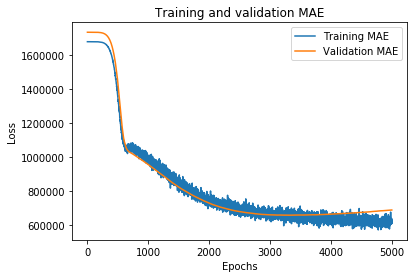 Training and validation MAE
Training MAE
Validation MAE
Loss
1600000
1400000
1200000
1000000
800000
600000
0
1000
2000
3000
4000
5000
Epochs